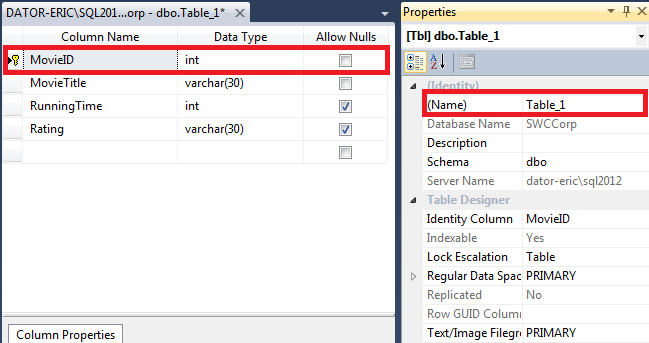 DATOR-ERIC\SQL201...orp - dbo.Table_1*
Column Name Data Type Allow Nulls
MovieID int
MovieTitle varchar(30)
RunningTime int
Rating varchar(30)
Column Properties
Properties
[Tbl] dbo.Table_1
(Identity)
(Name) Table_1
Database Name SWCCorp
Description
Schema dbo
Server Name dator-eric\sql2012
Table Designer
Identity Column MovieID
Indexable Yes
Lock Escalation Table
Regular Data Spac PRIMARY
Replicated No
Row GUID Column
Text/Image Filegro PRIMARY